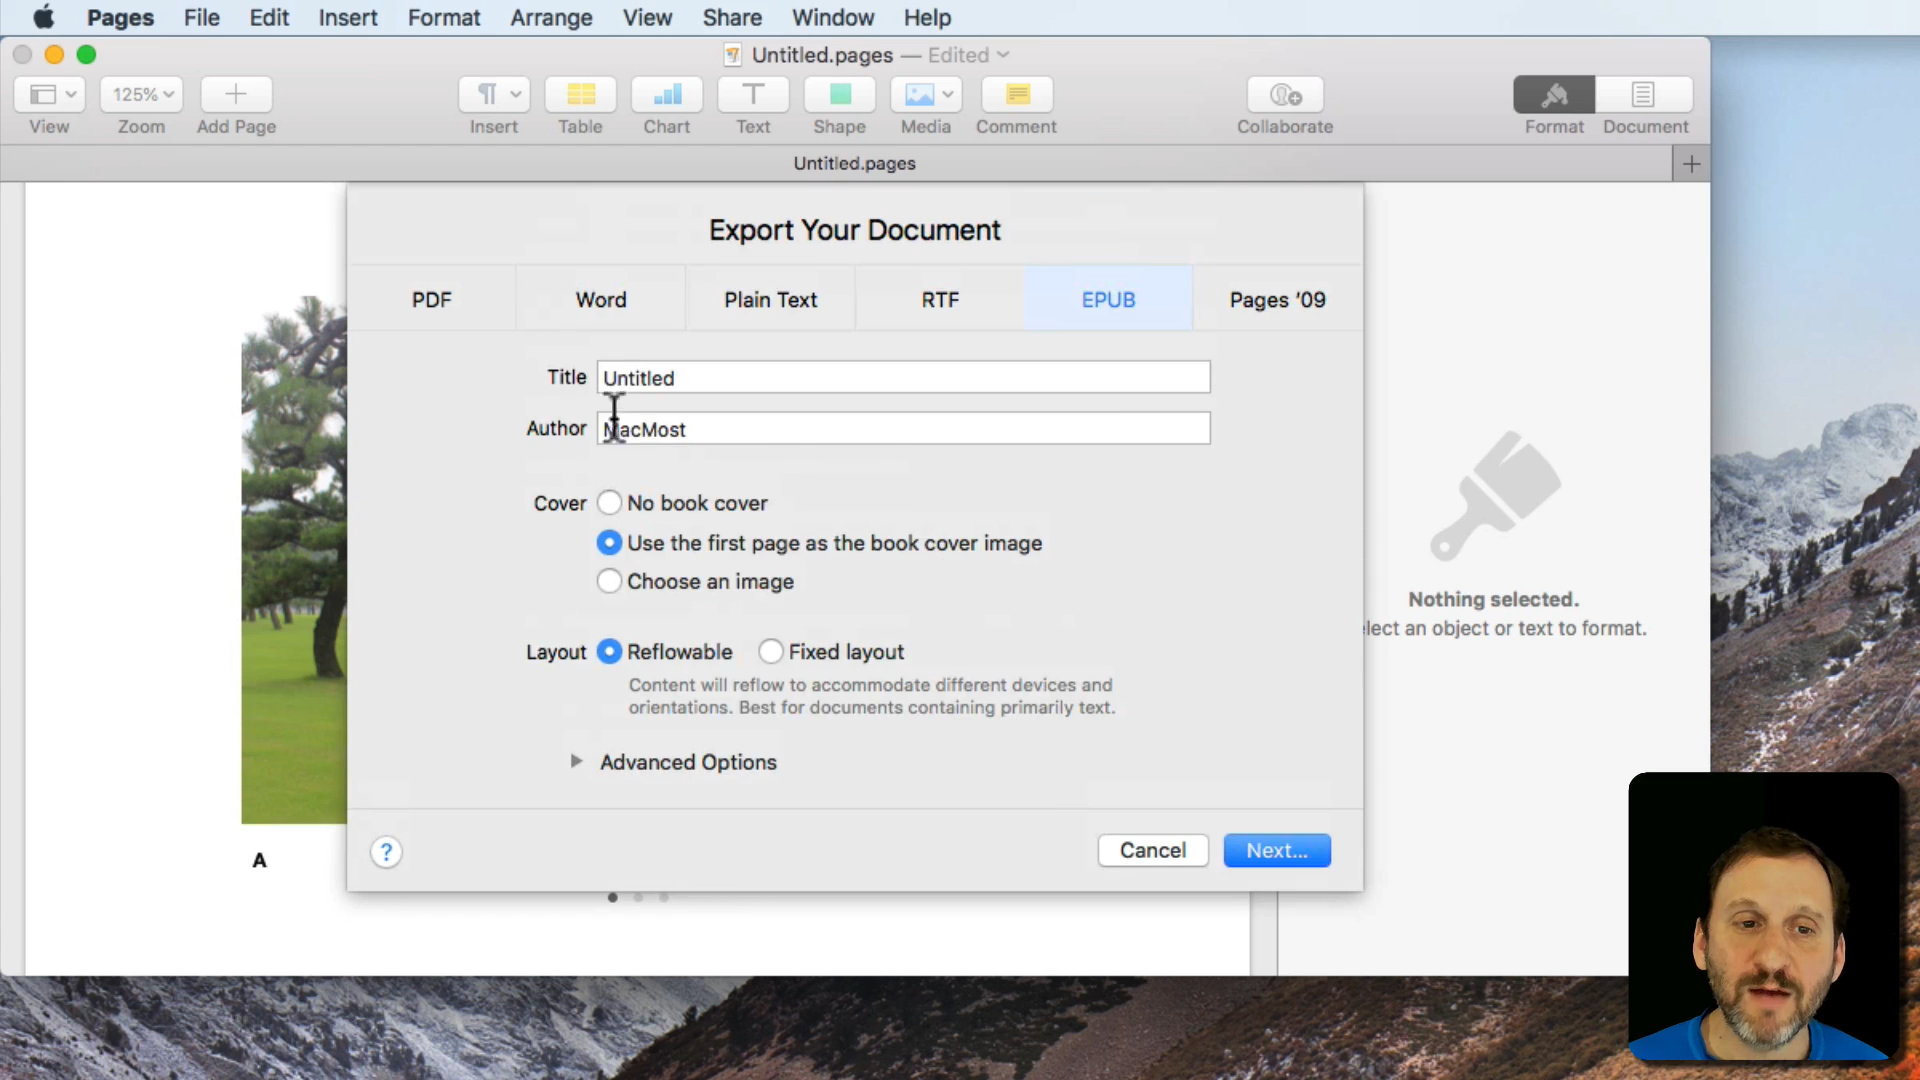 Pages File Edit Insert Format Arrange View Share Window Help
Untitled.pages — Edited
125%
View Zoom Add Page Insert Table Chart Text Shape Media Comment Collaborate Format Document
Untitled.pages
Export Your Document
PDF Word Plain Text RTF EPUB Pages '09
Title Untitled
Author MacMost
Cover No book cover
Use the first page as the book cover image
Choose an image
Layout Reflowable Fixed layout
Content will reflow to accommodate different devices and
orientations. Best for documents containing primarily text.
Advanced Options
? Cancel Next...
A
Nothing selected.
an object or text to format.